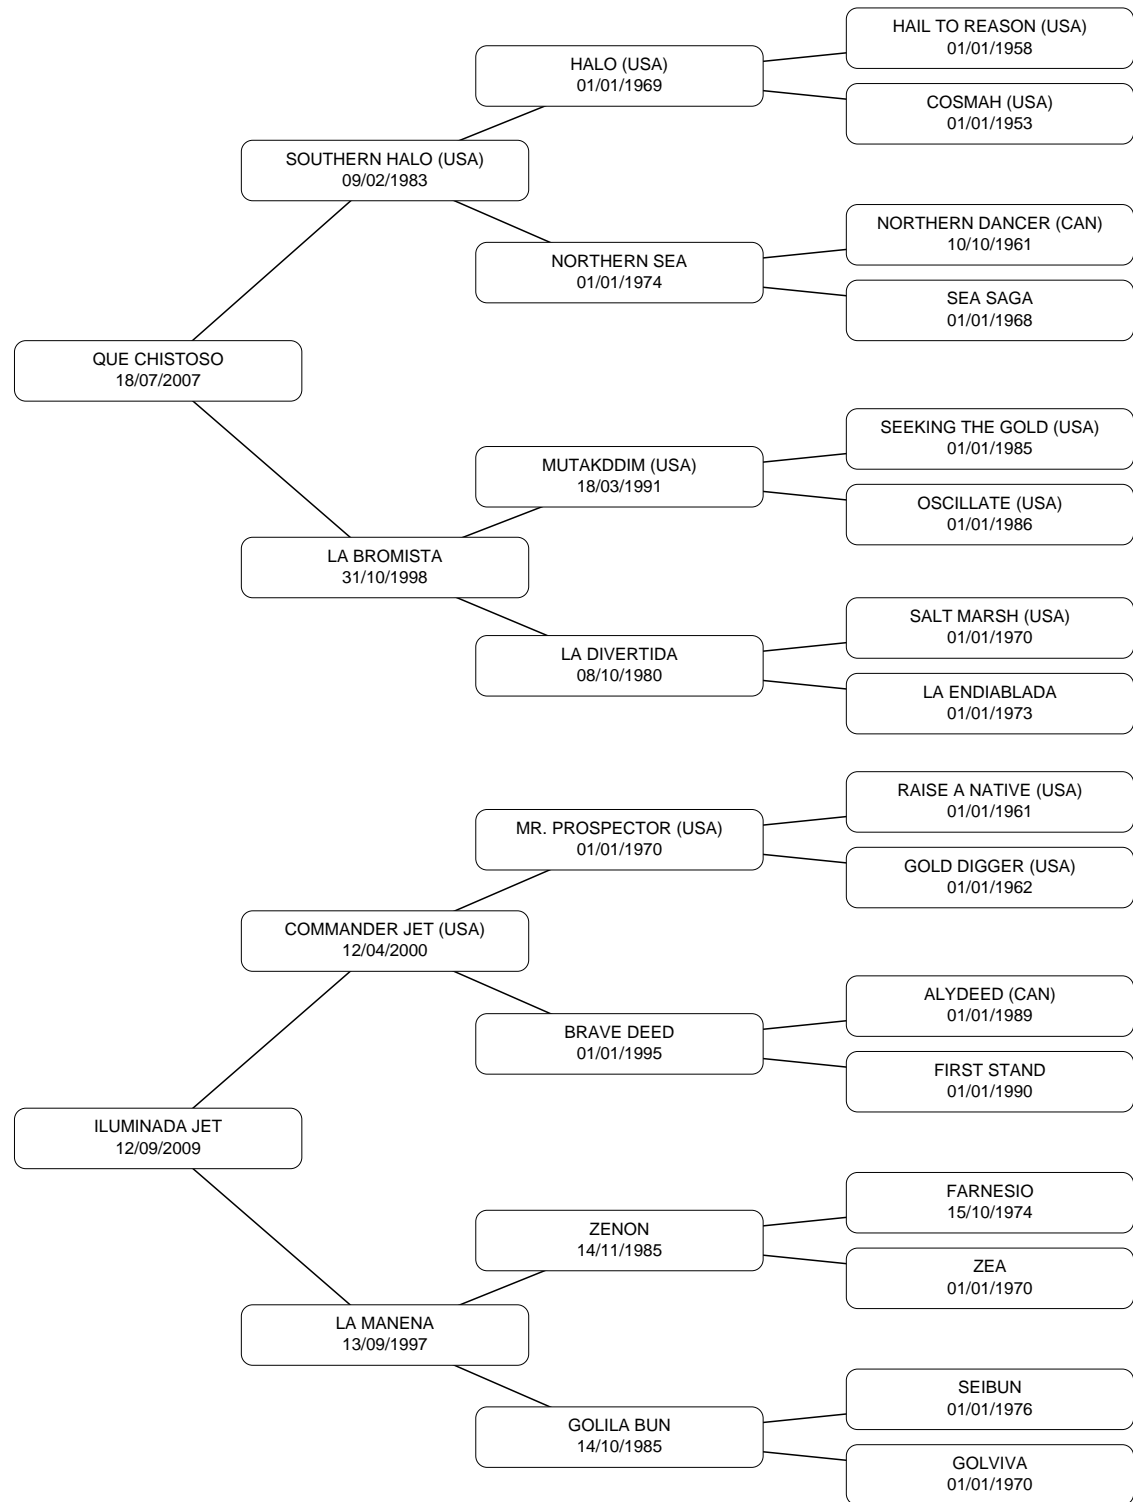 HAIL TO REASON (USA)
01/01/1958
HALO (USA)
01/01/1969
COSMAH (USA)
01/01/1953
SOUTHERN HALO (USA)
09/02/1983
NORTHERN DANCER (CAN)
10/10/1961
NORTHERN SEA
01/01/1974
SEA SAGA
01/01/1968
QUE CHISTOSO
18/07/2007
SEEKING THE GOLD (USA)
01/01/1985
MUTAKDDIM (USA)
18/03/1991
OSCILLATE (USA)
01/01/1986
LA BROMISTA
31/10/1998
SALT MARSH (USA)
01/01/1970
LA DIVERTIDA
08/10/1980
LA ENDIABLADA
01/01/1973
RAISE A NATIVE (USA)
01/01/1961
MR. PROSPECTOR (USA)
01/01/1970
GOLD DIGGER (USA)
01/01/1962
COMMANDER JET (USA)
12/04/2000
ALYDEED (CAN)
01/01/1989
BRAVE DEED
01/01/1995
FIRST STAND
01/01/1990
ILUMINADA JET
12/09/2009
FARNESIO
15/10/1974
ZENON
14/11/1985
ZEA
01/01/1970
LA MANENA
13/09/1997
SEIBUN
01/01/1976
GOLILA BUN
14/10/1985
GOLVIVA
01/01/1970